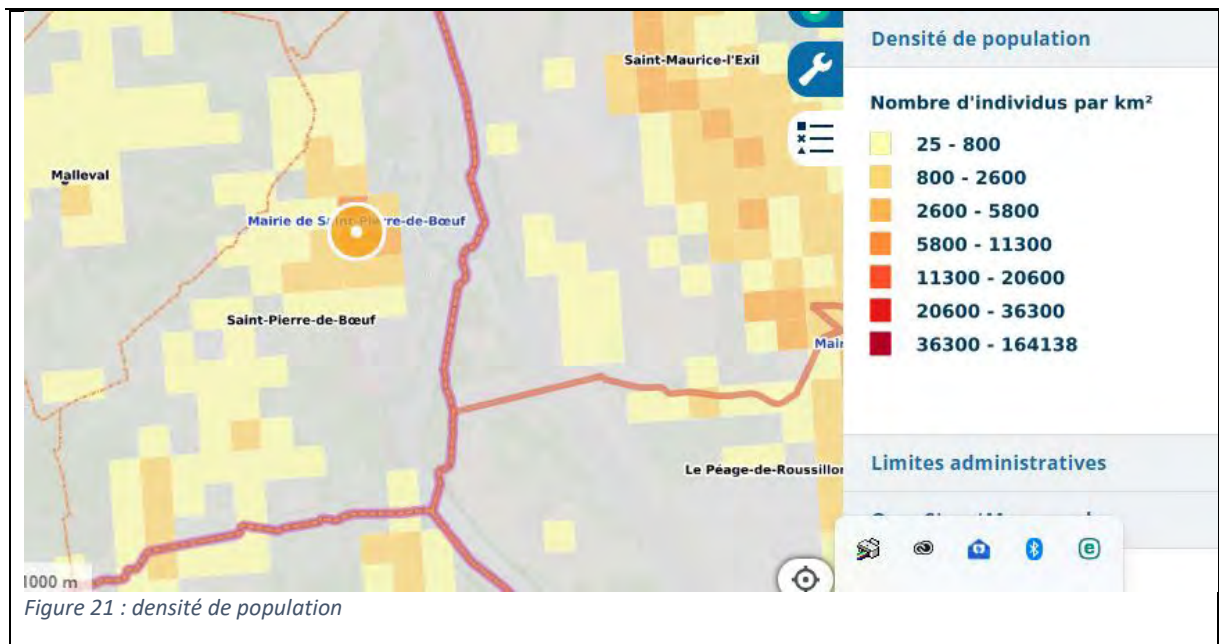 Saint-Maurice-l'Exil
Malleval
Mairie de Saint-Pierre-de-Bœuf
Saint-Pierre-de-Bœuf
Mair
Le Péage-de-Roussillon
1000 m
Densité de population
Nombre d'individus par km²
25 - 800
800 - 2600
2600 - 5800
5800 - 11300
11300 - 20600
20600 - 36300
36300 - 164138
Limites administratives
Figure 21 : densité de population